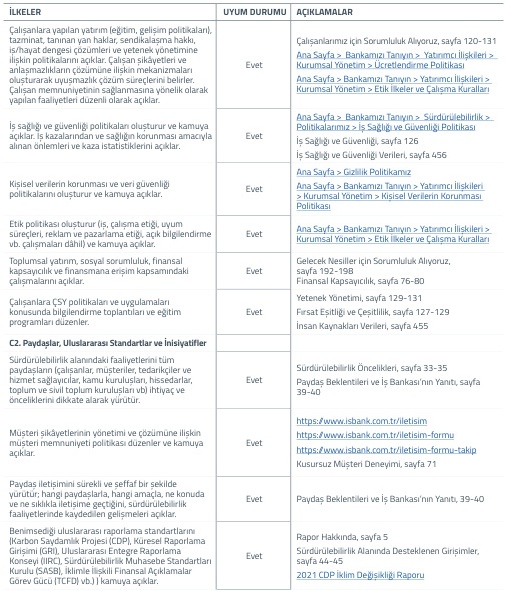 İLKELER
UYUM DURUMU
AÇIKLAMALAR
Çalışanlara yapılan yatırım (eğitim, gelişim politikaları),
tazminat, tanınan yan haklar, sendikalaşma hakkı,
iş/hayat dengesi çözümleri ve yetenek yönetimine
ilişkin politikalarını açıklar. Çalışan şikâyetleri ve
anlaşmazlıkların çözümüne ilişkin mekanizmaları
oluşturarak uyuşmazlık çözüm süreçlerini belirler.
Çalışan memnuniyetinin sağlanmasına yönelik olarak
yapılan faaliyetleri düzenli olarak açıklar.
Evet
Çalışanlarımız için Sorumluluk Alıyoruz, sayfa 120-131
Ana Sayfa > Bankamızı Tanıyın > Yatırımcı İlişkileri >
Kurumsal Yönetim > Ücretlendirme Politikası
Ana Sayfa > Bankamızı Tanıyın > Yatırımcı İlişkileri >
Kurumsal Yönetim > Etik İlkeler ve Çalışma Kuralları
İş sağlığı ve güvenliği politikaları oluşturur ve kamuya
açıklar. İş kazalarından ve sağlığın korunması amacıyla
alınan önlemleri ve kaza istatistiklerini açıklar.
Evet
Ana Sayfa > Bankamızı Tanıyın > Sürdürülebilirlik >
Politikalarımız > İş Sağlığı ve Güvenliği Politikası
İş Sağlığı ve Güvenliği, sayfa 126
İş Sağlığı ve Güvenliği Verileri, sayfa 456
Kişisel verilerin korunması ve veri güvenliği
politikalarını oluşturur ve kamuya açıklar.
Evet
Ana Sayfa > Gizlilik Politikamız
Ana Sayfa > Bankamızı Tanıyın > Yatırımcı İlişkileri
> Kurumsal Yönetim > Kişisel Verilerin Korunması
Politikası
Etik politikası oluşturur (iş, çalışma etiği, uyum
süreçleri, reklam ve pazarlama etiği, açık bilgilendirme
vb. çalışmaları dâhil) ve kamuya açıklar.
Evet
Ana Sayfa > Bankamızı Tanıyın > Yatırımcı İlişkileri >
Kurumsal Yönetim > Etik İlkeler ve Çalışma Kuralları
Toplumsal yatırım, sosyal sorumluluk, finansal
kapsayıcılık ve finansmana erişim kapsamındaki
çalışmalarını açıklar.
Evet
Gelecek Nesiller için Sorumluluk Alıyoruz,
sayfa 192-198
Finansal Kapsayıcılık, sayfa 76-80
Çalışanlara ÇSY politikaları ve uygulamaları
konusunda bilgilendirme toplantıları ve eğitim
programları düzenler.
Evet
Yetenek Yönetimi, sayfa 129-131
Fırsat Eşitliği ve Çeşitlilik, sayfa 127-129
İnsan Kaynakları Verileri, sayfa 455
C2. Paydaşlar, Uluslararası Standartlar ve İnisiyatifler
Sürdürülebilirlik alanındaki faaliyetlerini tüm
paydaşların (çalışanlar, müşteriler, tedarikçiler ve
hizmet sağlayıcılar, kamu kuruluşları, hissedarlar,
toplum ve sivil toplum kuruluşları vb) ihtiyaç ve
önceliklerini dikkate alarak yürütür.
Evet
Sürdürülebilirlik Öncelikleri, sayfa 33-35
Paydaş Beklentileri ve İş Bankası'nın Yanıtı, sayfa
39-40
Müşteri şikâyetlerinin yönetimi ve çözümüne ilişkin
müşteri memnuniyeti politikası düzenler ve kamuya
açıklar.
Evet
https://www.isbank.com.tr/iletisim
https://www.isbank.com.tr/iletisim-formu
https://www.isbank.com.tr/iletisim-formu-takip
Kusursuz Müşteri Deneyimi, sayfa 71
Paydaş iletişimini sürekli ve şeffaf bir şekilde
yürütür; hangi paydaşlarla, hangi amaçla, ne konuda
ve ne sıklıkla iletişime geçtiğini, sürdürülebilirlik
faaliyetlerinde kaydedilen gelişmeleri açıklar.
Evet
Paydaş Beklentileri ve İş Bankası'nın Yanıtı, 39-40
Benimsediği uluslararası raporlama standartlarını
(Karbon Saydamlık Projesi (CDP), Küresel Raporlama
Girişimi (GRI), Uluslararası Entegre Raporlama
Konseyi (IIRC), Sürdürülebilirlik Muhasebe Standartları
Kurulu (SASB), İklimle İlişkili Finansal Açıklamalar
Görev Gücü (TCFD) vb.) ) kamuya açıklar.
Evet
Rapor Hakkında, sayfa 5
Sürdürülebilirlik Alanında Desteklenen Girişimler,
sayfa 44-45
2021 CDP İklim Değişikliği Raporu